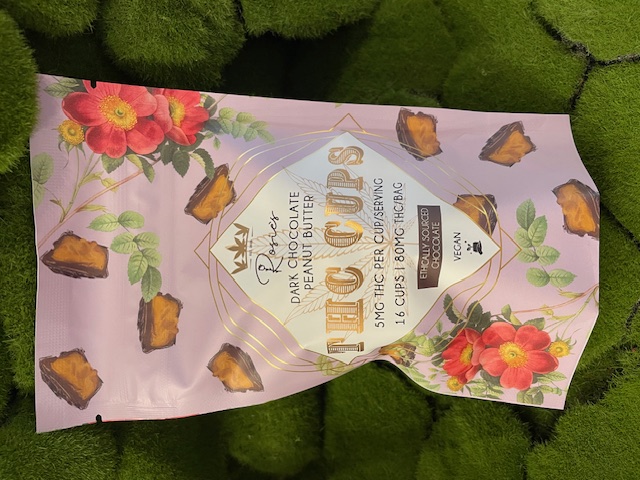 Rosies
DARK CHOCOLATE
PEANUT BUTTER
THC CUPS
5MG THC PER CUP/SERVING
16 CUPS | 80MG THC/BAG
ETHICALLY SOURCED
CHOCOLATE
VEGAN